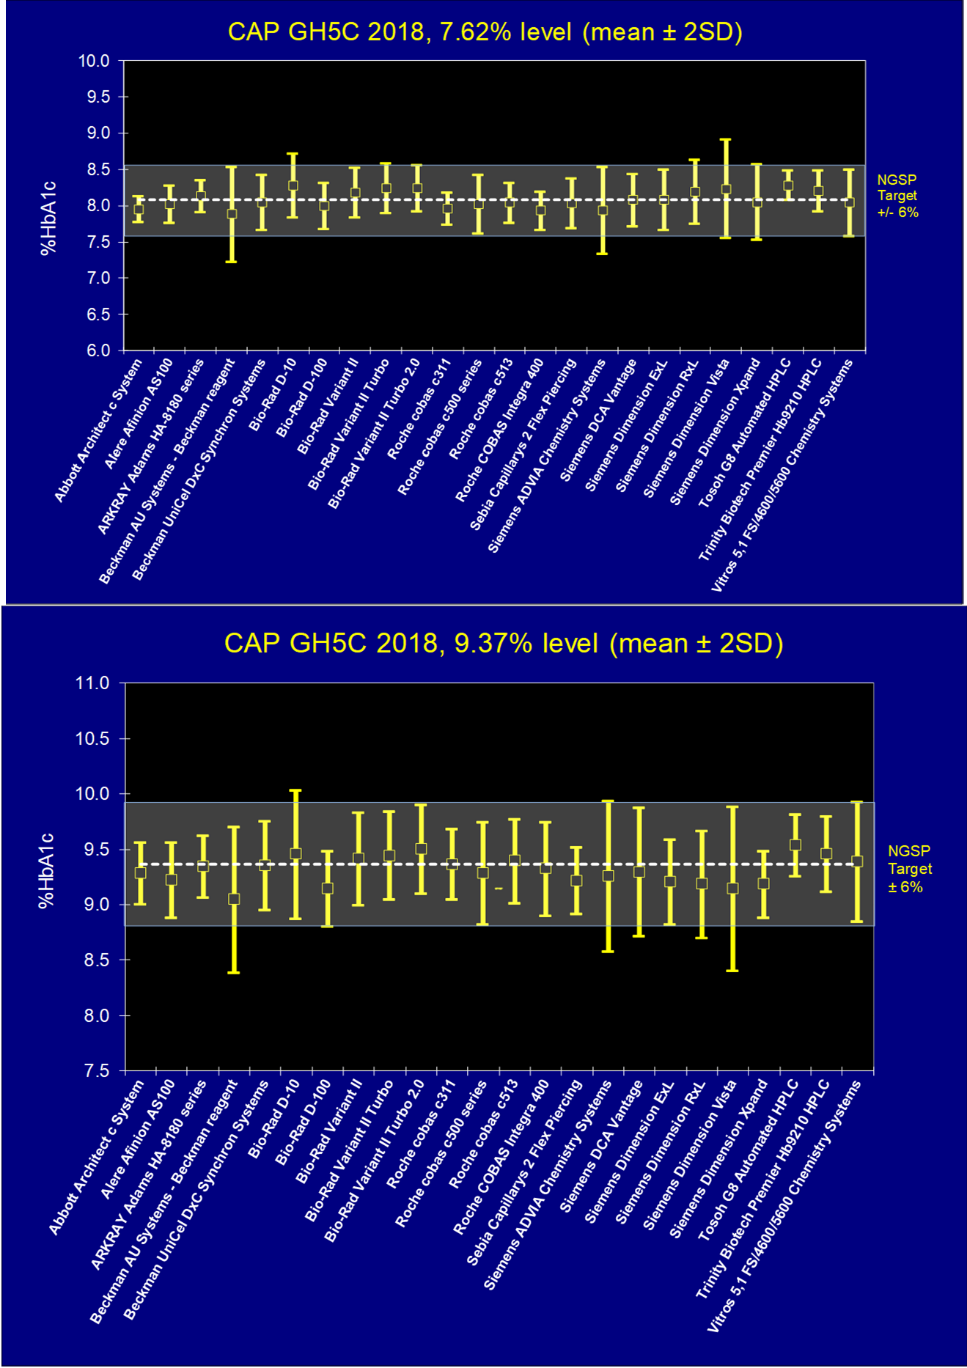 CAP GH5C 2018, 7.62% level (mean ± 2SD)
10.0
9.5
9.0
8.5
8.0
7.5
7.0
6.5
6.0
%HbA1c
NGSP
Target
+/- 6%
Abbott Architect c System
Alere Afinion AS100
ARKRAY Adams HA-8180 series
Beckman AU Systems - Beckman reagent
Beckman UniCel DxC Synchron Systems
Bio-Rad D-10
Bio-Rad D-100
Bio-Rad Variant II
Bio-Rad Variant II Turbo
Bio-Rad Variant II Turbo 2.0
Roche cobas c311
Roche cobas c500 series
Roche cobas c513
Roche COBAS Integra 400
Sebia Capillarys 2 Flex Piercing
Siemens ADVIA Chemistry Systems
Siemens DCA Vantage
Siemens Dimension ExL
Siemens Dimension RxL
Siemens Dimension Vista
Siemens Dimension Xpand
Tosoh G8 Automated HPLC
Trinity Biotech Premier Hb9210 HPLC
Vitros 5,1 FS/4600/5600 Chemistry Systems
CAP GH5C 2018, 9.37% level (mean ± 2SD)
11.0
10.5
10.0
9.5
9.0
8.5
8.0
7.5
%HbA1c
NGSP
Target
± 6%
Abbott Architect c System
Alere Afinion AS100
ARKRAY Adams HA-8180 series
Beckman AU Systems - Beckman reagent
Beckman UniCel DxC Synchron Systems
Bio-Rad D-10
Bio-Rad D-100
Bio-Rad Variant II
Bio-Rad Variant II Turbo
Bio-Rad Variant II Turbo 2.0
Roche cobas c311
Roche cobas c500 series
Roche cobas c513
Roche COBAS Integra 400
Sebia Capillarys 2 Flex Piercing
Siemens ADVIA Chemistry Systems
Siemens DCA Vantage
Siemens Dimension ExL
Siemens Dimension RxL
Siemens Dimension Vista
Siemens Dimension Xpand
Tosoh G8 Automated HPLC
Trinity Biotech Premier Hb9210 HPLC
Vitros 5,1 FS/4600/5600 Chemistry Systems